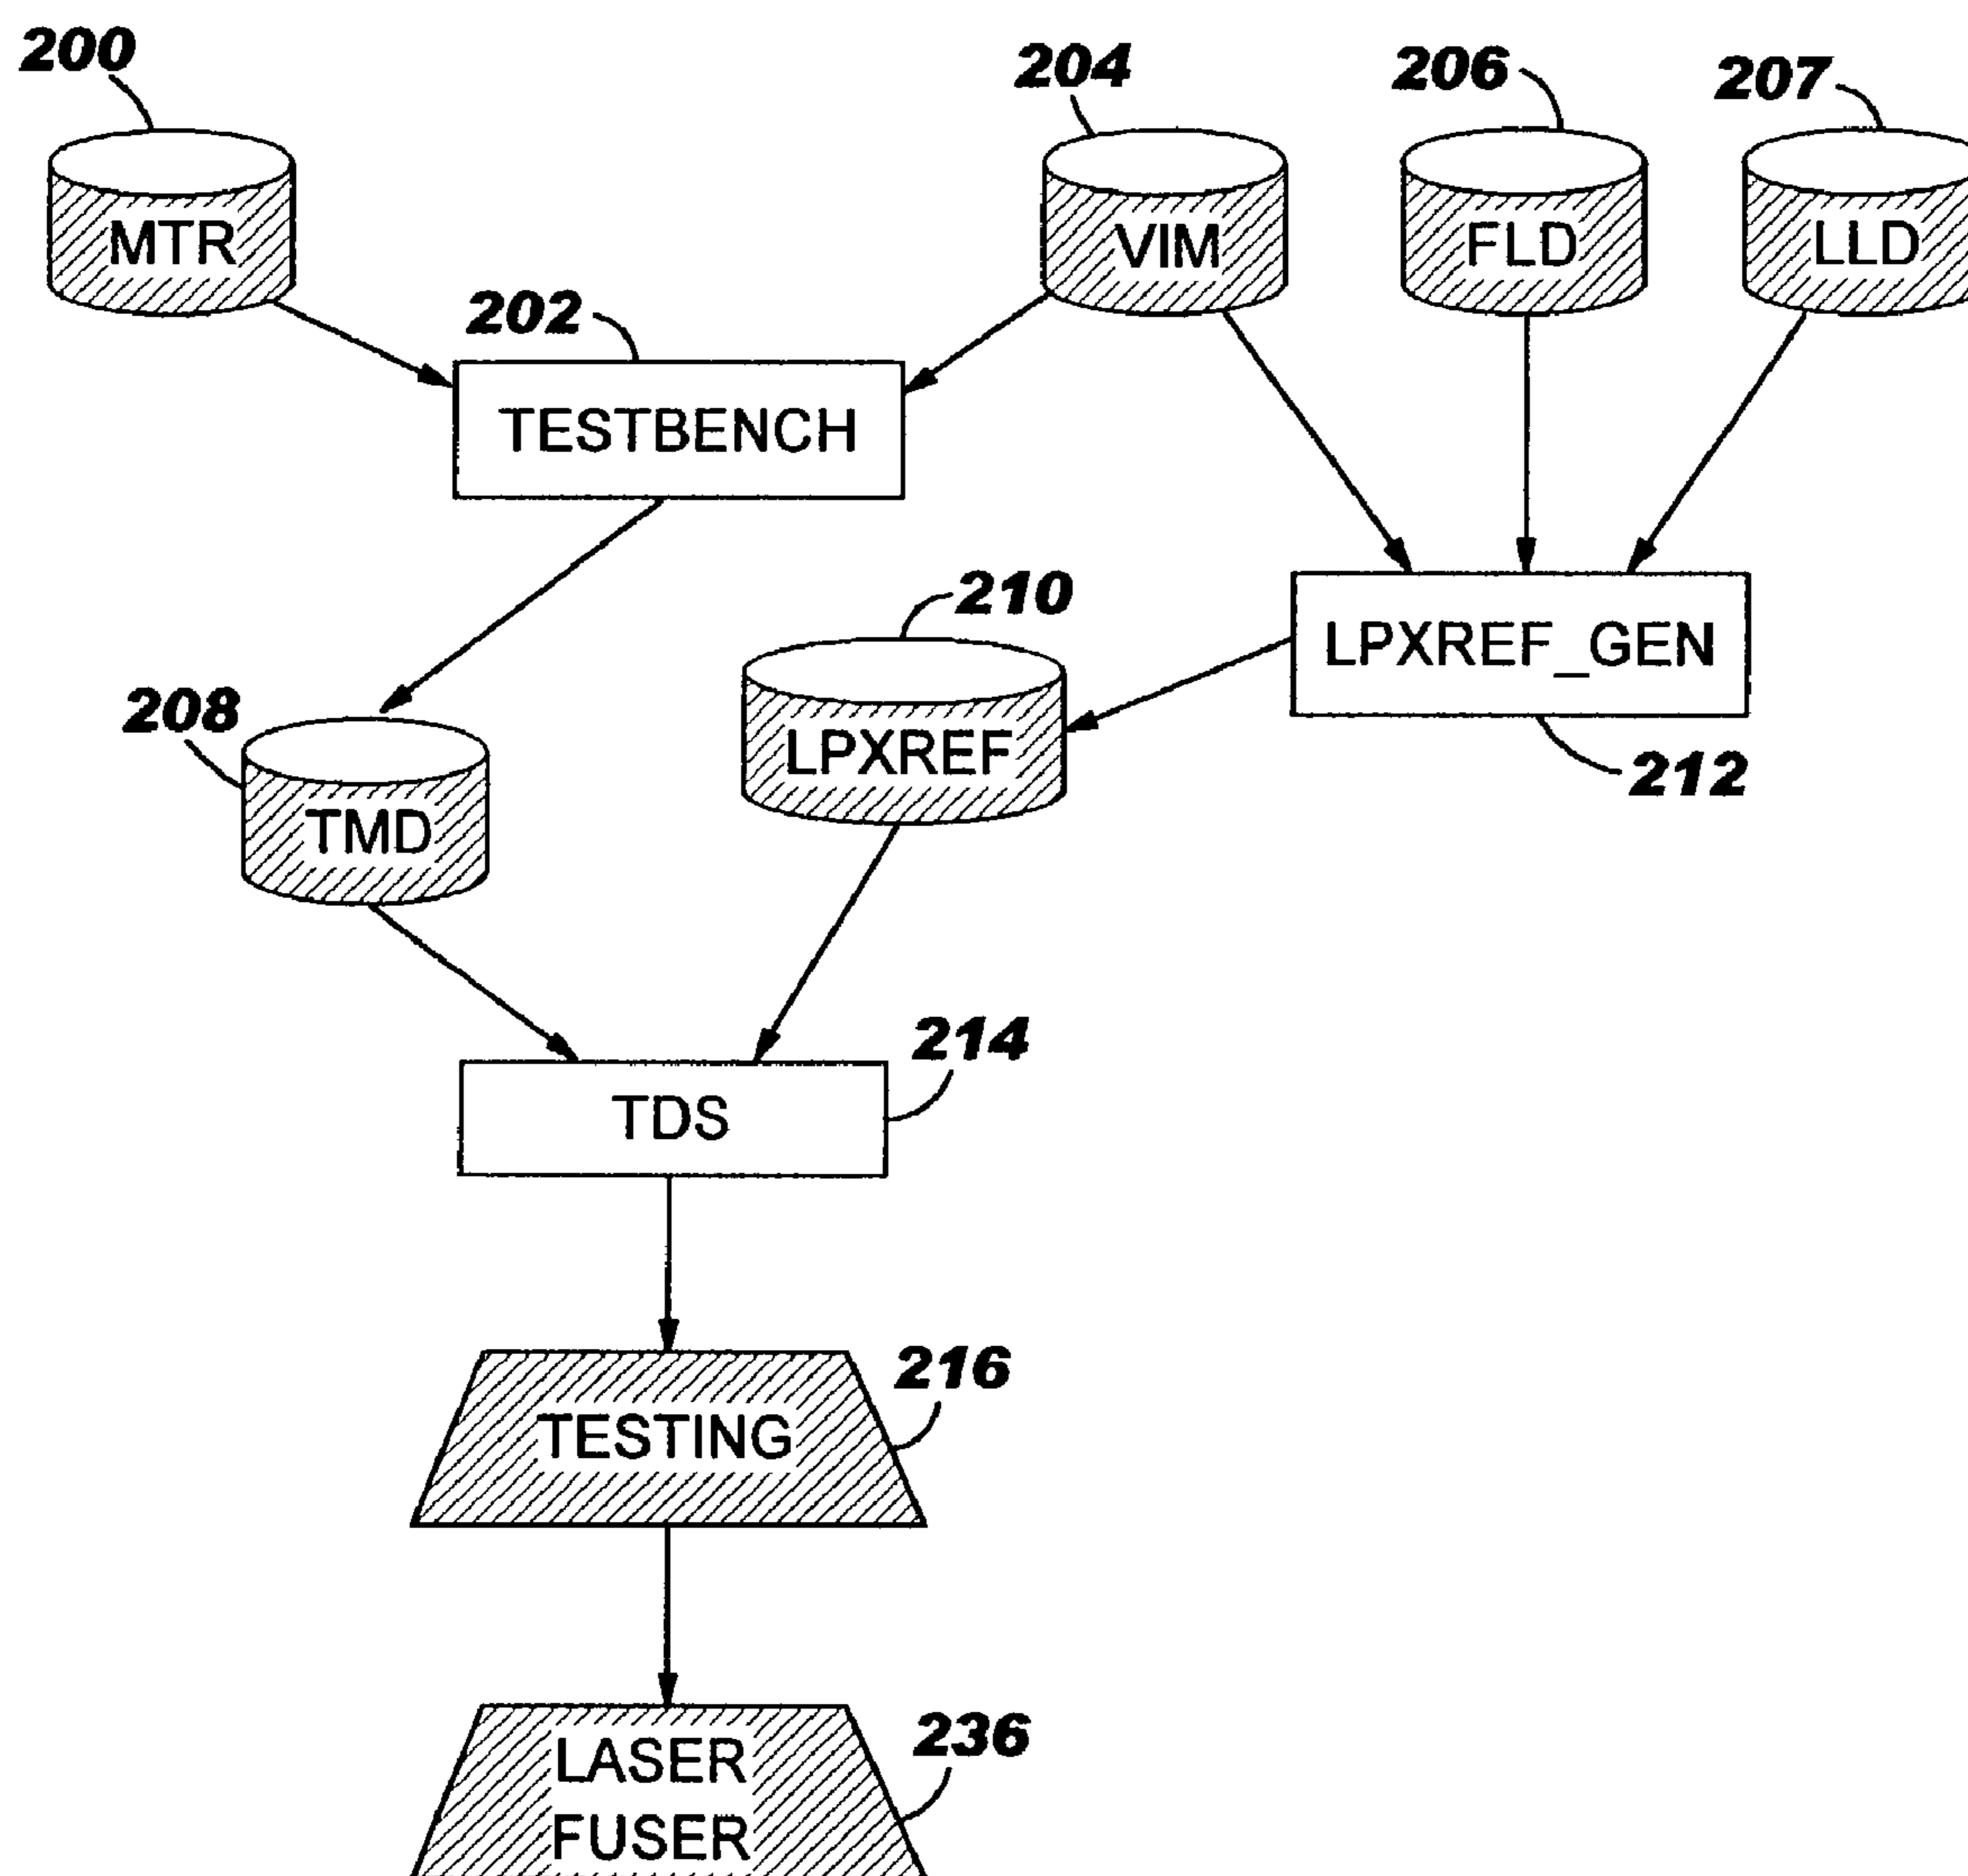 200
204
206
207
MTR
VIM
FLD
LLD
202
TESTBENCH
210
LPXREF_GEN
208
LPXREF
212
TMD
214
TDS
216
TESTING
236
LASER
FUSER